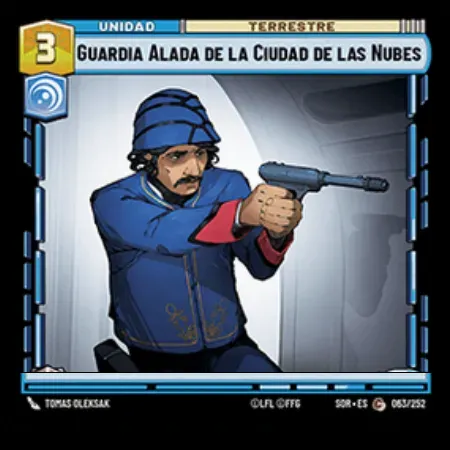 UNIDAD
TERRESTRE
3
GUARDIA ALADA DE LA CIUDAD DE LAS NUBES
TOMAS OLEKSAK
©LFL ©FFG
SOR • ES C 063/252